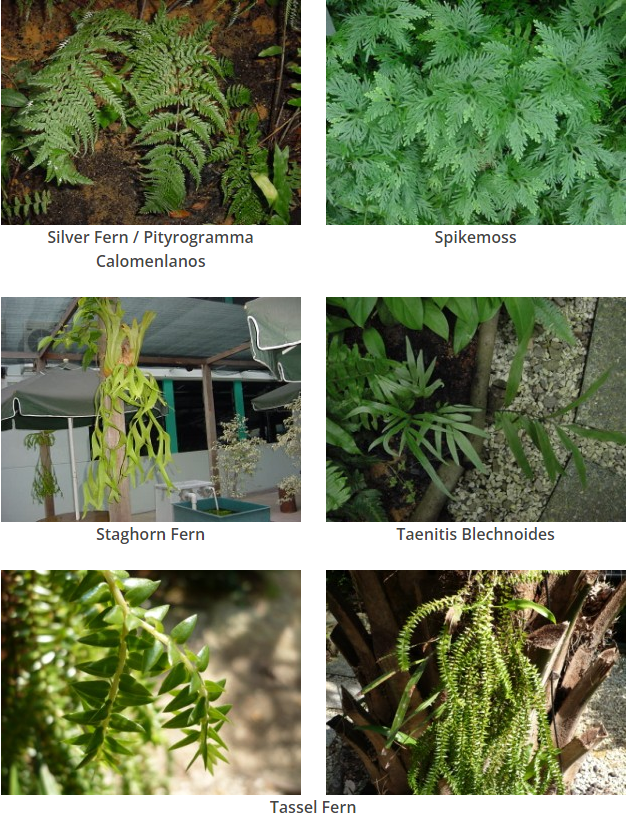 Silver Fern / Pityrogramma
Calomenlanos
Spikemoss
Staghorn Fern
Taenitis Blechnoides
Tassel Fern